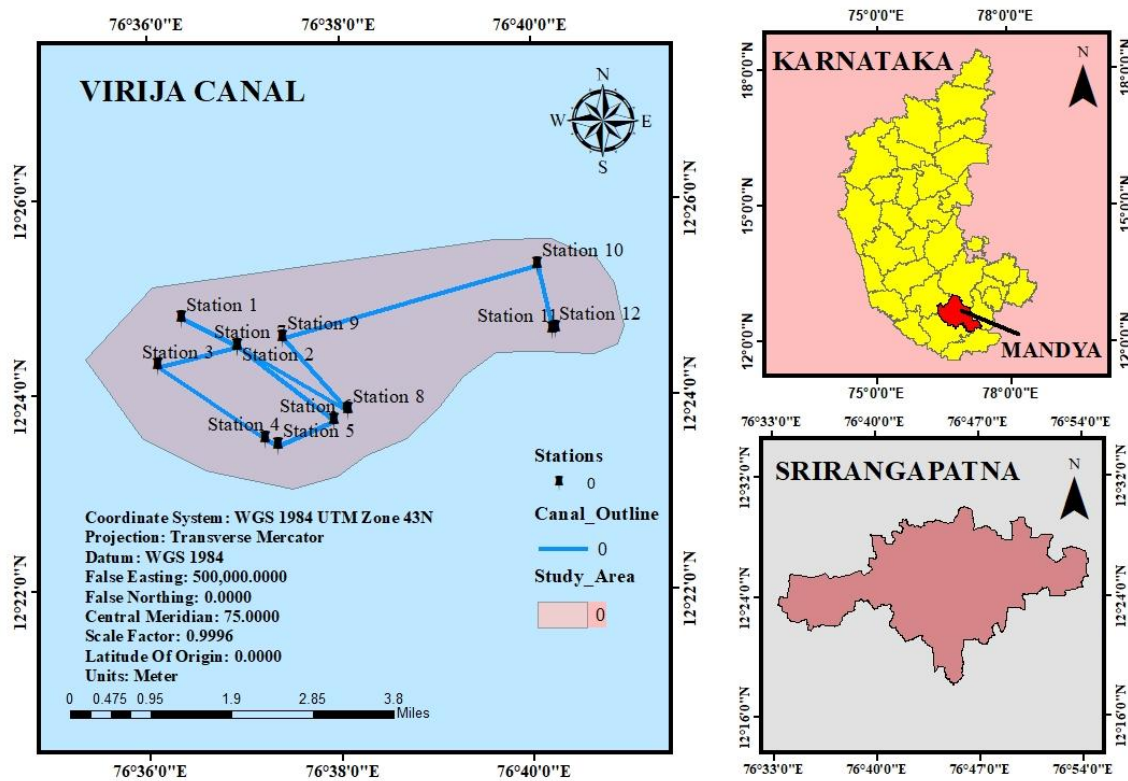 76°36'0"E
76°38'0"E
76°40'0"E
VIRIJA CANAL
N
W
E
S
12°26'0"N
12°26'0"N
Station 10
Station 1
Station 11
Station 12
Station 7
Station 9
Station 3
Station 2
12°24'0"N
12°24'0"N
Station 8
Station
Station 4
Station 5
Stations
0
Canal_Outline
0
Study_Area
0
12°22'0"N
12°22'0"N
Coordinate System: WGS 1984 UTM Zone 43N
Projection: Transverse Mercator
Datum: WGS 1984
False Easting: 500,000.0000
False Northing: 0.0000
Central Meridian: 75.0000
Scale Factor: 0.9996
Latitude Of Origin: 0.0000
Units: Meter
0 0.475 0.95 1.9 2.85 3.8
Miles
76°36'0"E
76°38'0"E
76°40'0"E
75°0'0"E
78°0'0"E
KARNATAKA
N
18°0'0"N
18°0'0"N
15°0'0"N
15°0'0"N
12°0'0"N
12°0'0"N
MANDYA
75°0'0"E
78°0'0"E
76°33'0"E
76°40'0"E
76°47'0"E
76°54'0"E
SRIRANGAPATNA
N
12°32'0"N
12°32'0"N
12°24'0"N
12°24'0"N
12°16'0"N
12°16'0"N
76°33'0"E
76°40'0"E
76°47'0"E
76°54'0"E